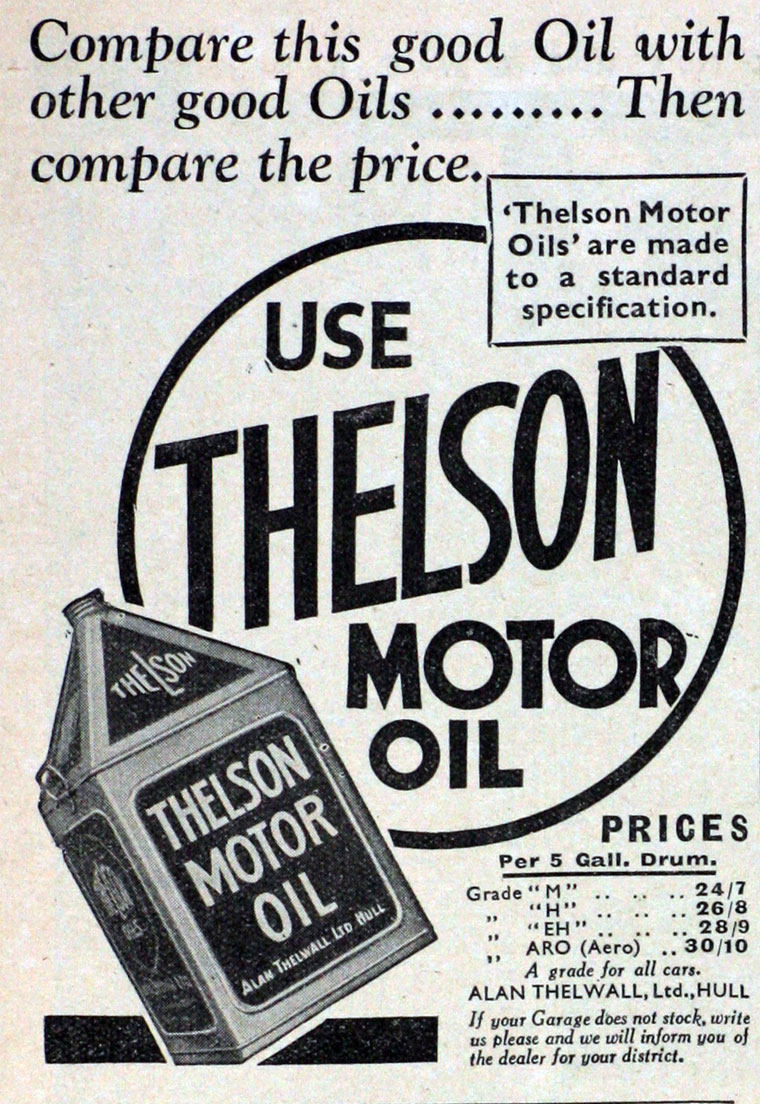 Compare this good Oil with
other good Oils ......... Then
compare the price.
‘Thelson Motor
Oils’ are made
to a standard
specification.
USE
THELSON
MOTOR
OIL
THELSON
THELSON
MOTOR
OIL
ALAN THELWALL LTD HULL
PRICES
Per 5 Gall. Drum.
Grade “M” .. .. .. 24/7
„ “H” .. .. .. 26/8
„ “EH” .. .. .. 28/9
„ ARO (Aero) .. 30/10
A grade for all cars.
ALAN THELWALL, Ltd., HULL
If your Garage does not stock, write
us please and we will inform you of
the dealer for your district.